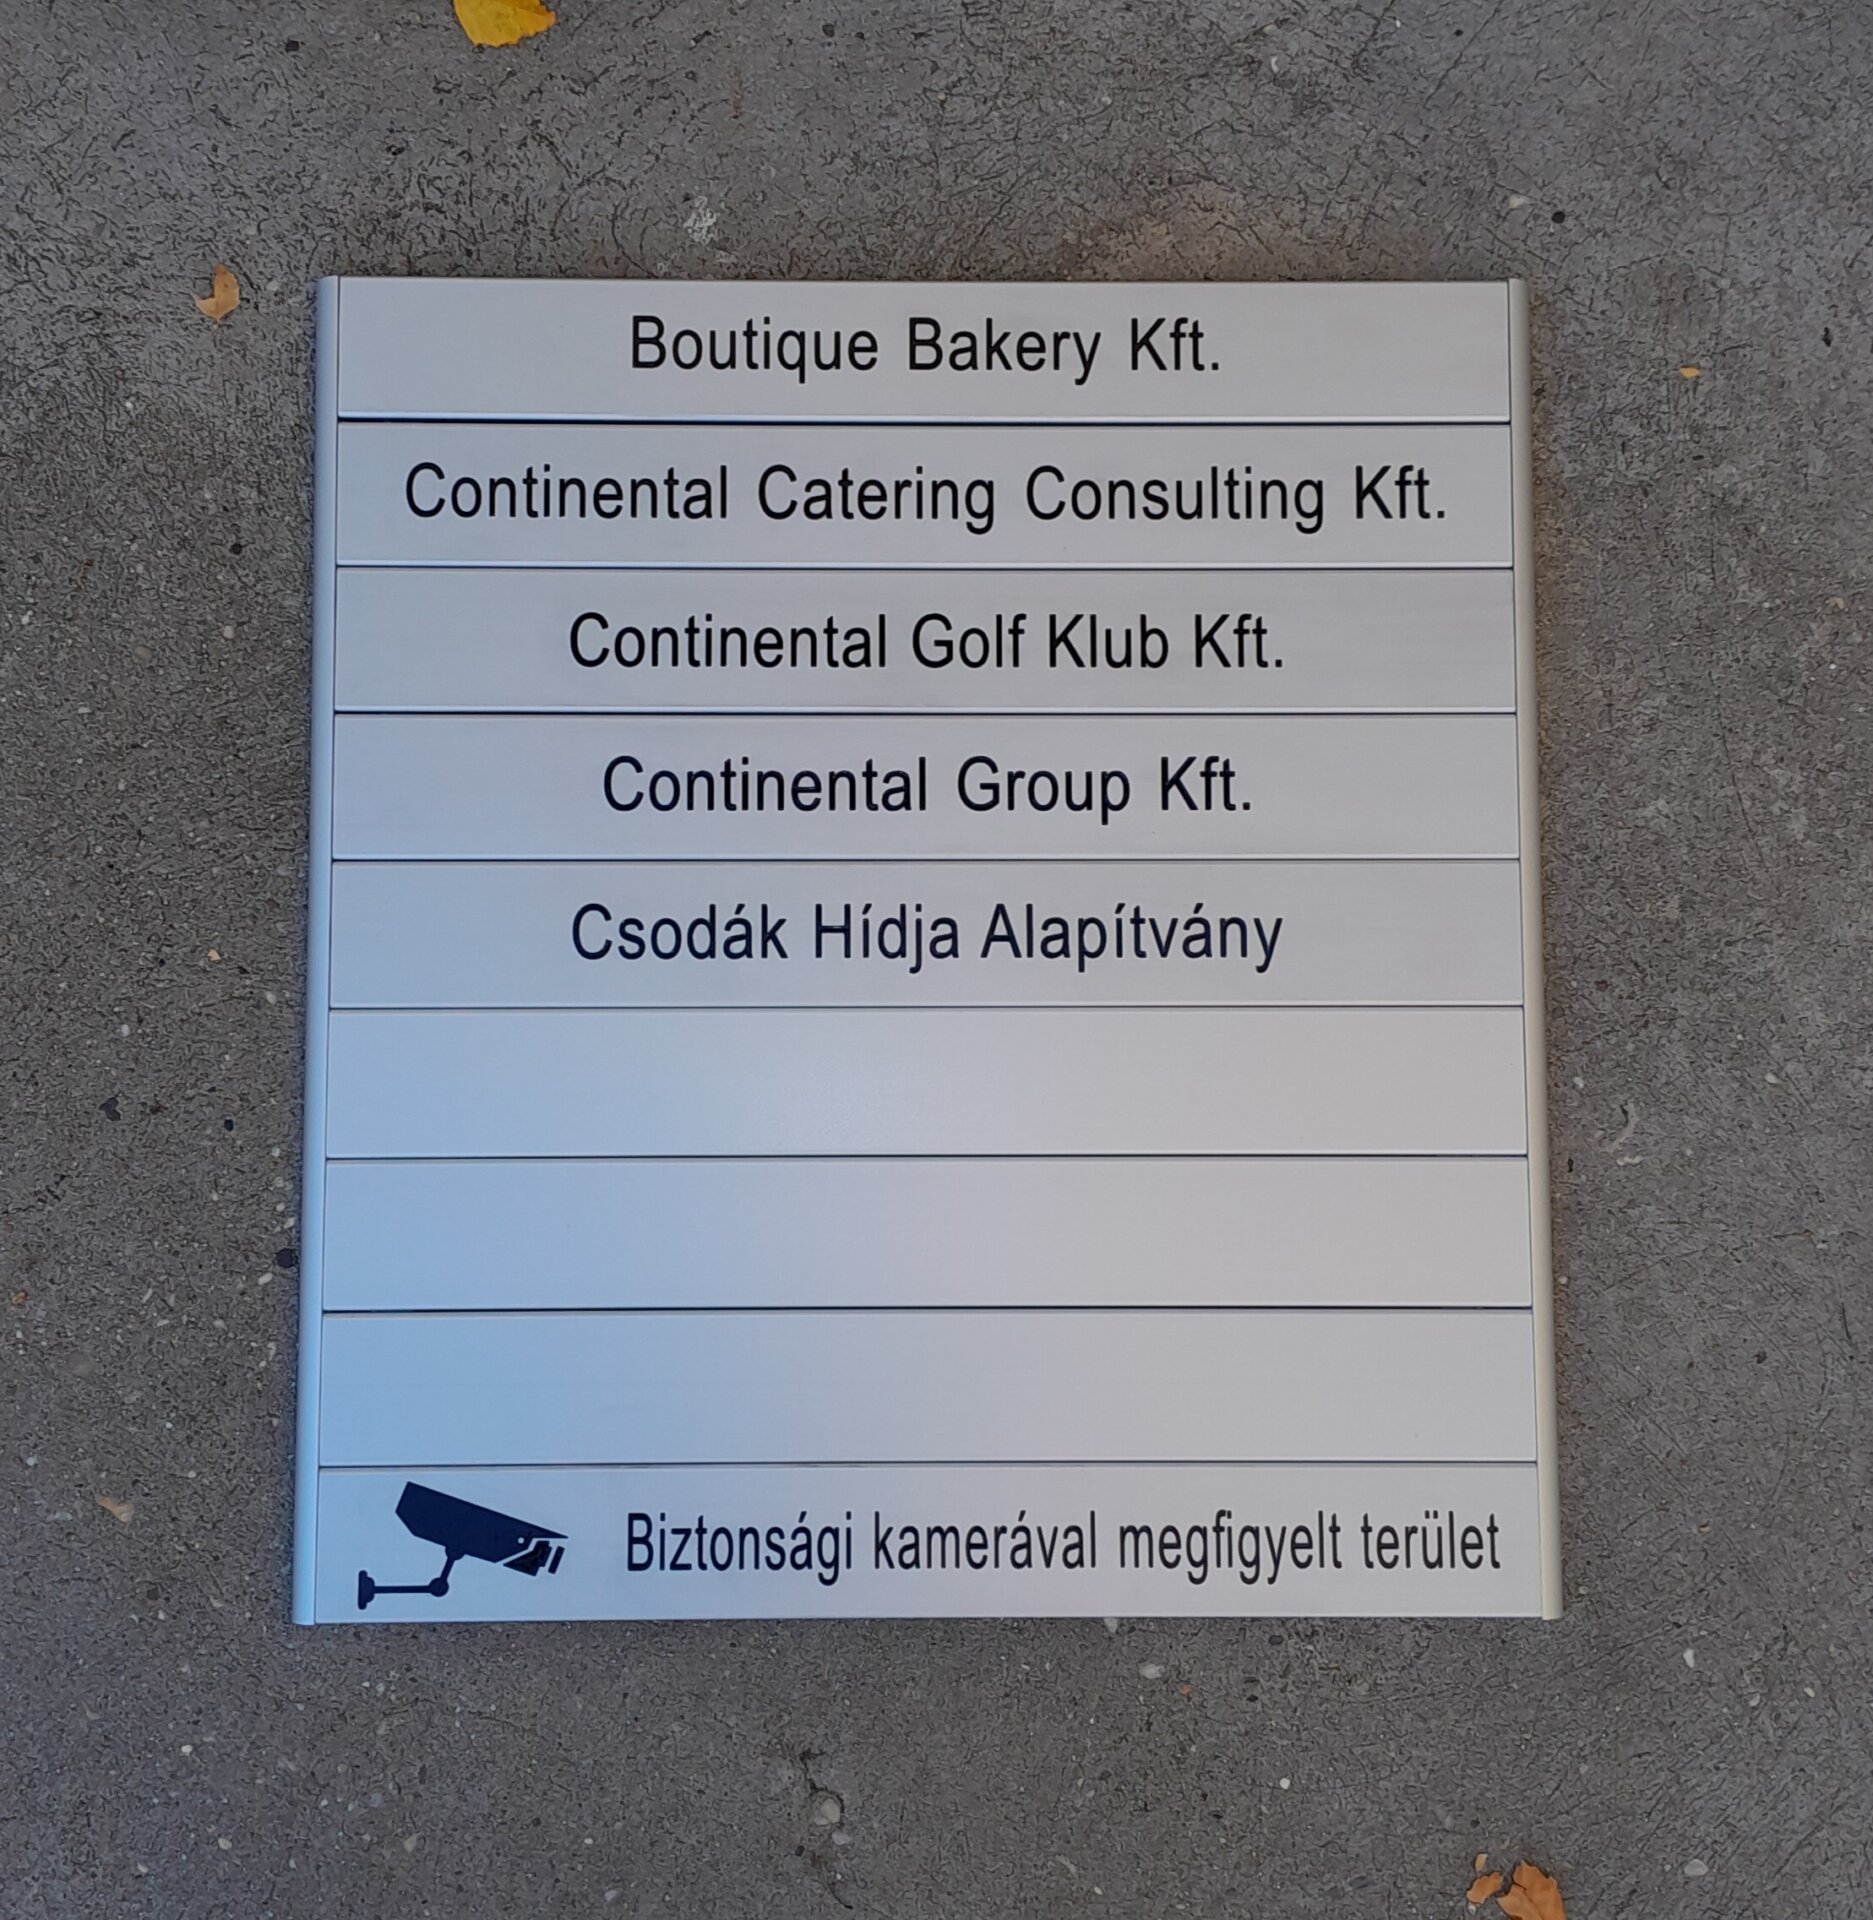 Boutique Bakery Kft.
Continental Catering Consulting Kft.
Continental Golf Klub Kft.
Continental Group Kft.
Csodák Hídja Alapítvány
Biztonsági kamerával megfigyelt terület